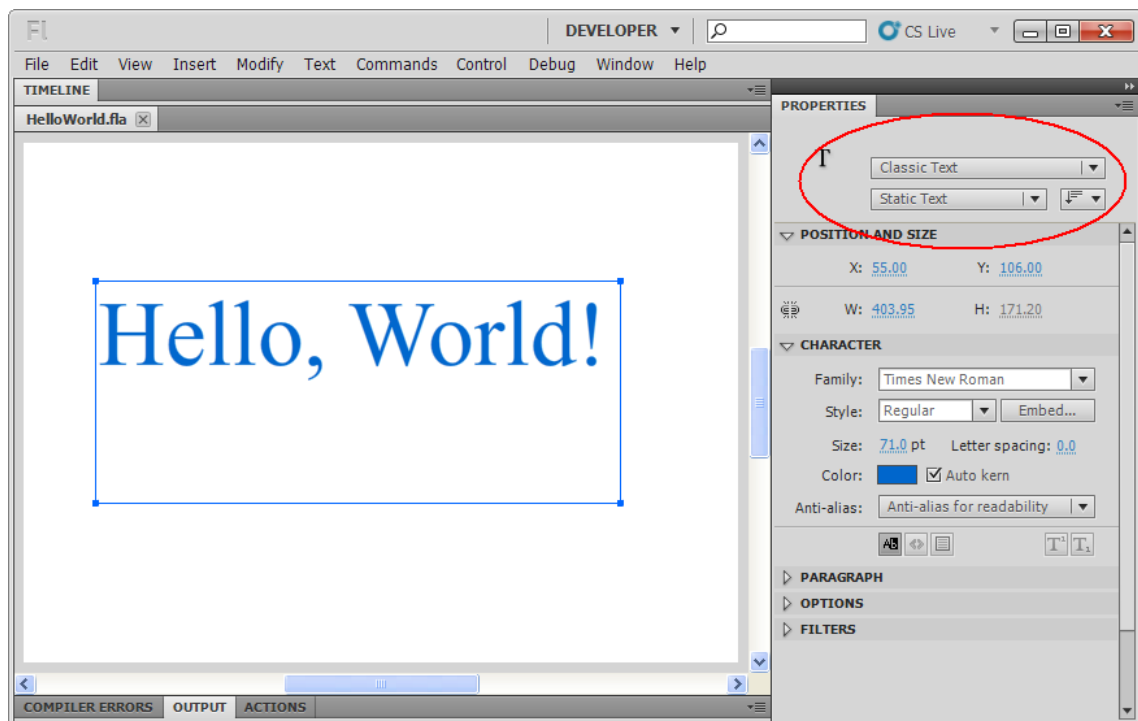 Fl DEVELOPER CS Live
File Edit View Insert Modify Text Commands Control Debug Window Help
TIMELINE
HelloWorld.fla
Hello, World!
COMPILER ERRORS OUTPUT ACTIONS
PROPERTIES
T Classic Text
Static Text
POSITION AND SIZE
X: 55.00 Y: 106.00
W: 403.95 H: 171.20
CHARACTER
Family: Times New Roman
Style: Regular Embed...
Size: 71.0 pt Letter spacing: 0.0
Color: Auto kern
Anti-alias: Anti-alias for readability
AB T¹ T₁
PARAGRAPH
OPTIONS
FILTERS